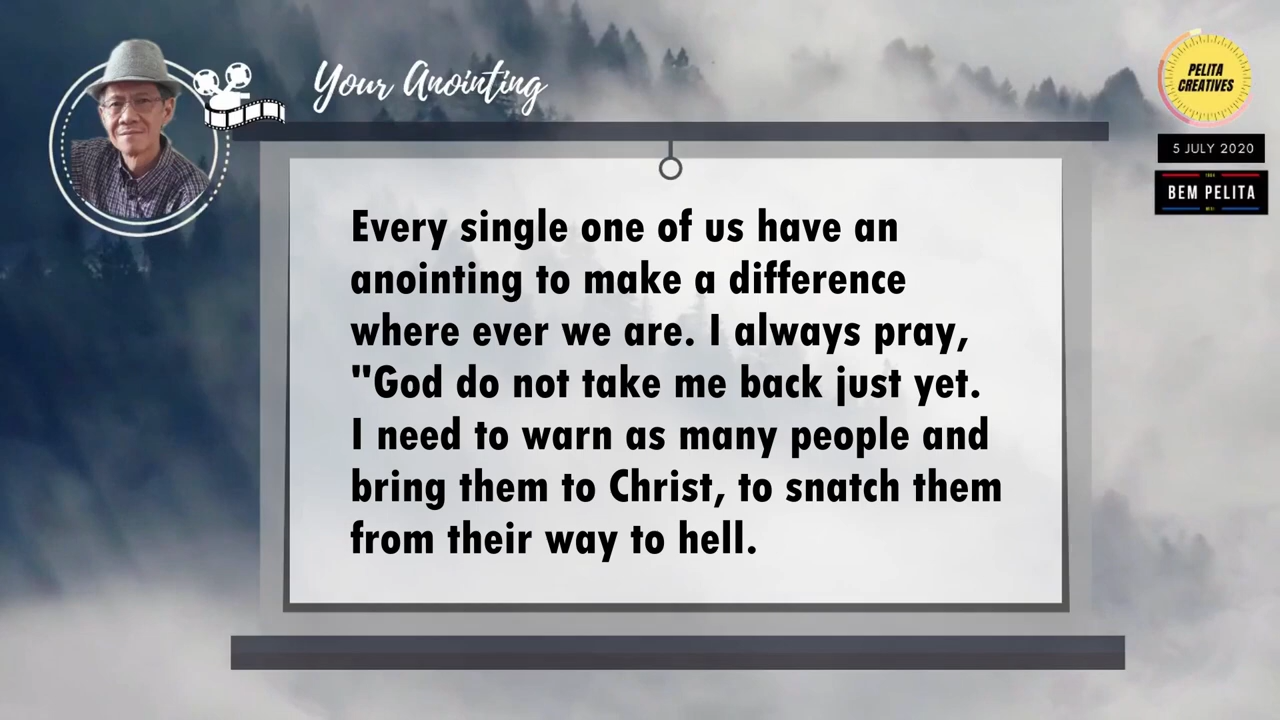 Your Anointing
PELITA
CREATIVES
5 JULY 2020
BEM PELITA
Every single one of us have an
anointing to make a difference
where ever we are. I always pray,
"God do not take me back just yet.
I need to warn as many people and
bring them to Christ, to snatch them
from their way to hell.